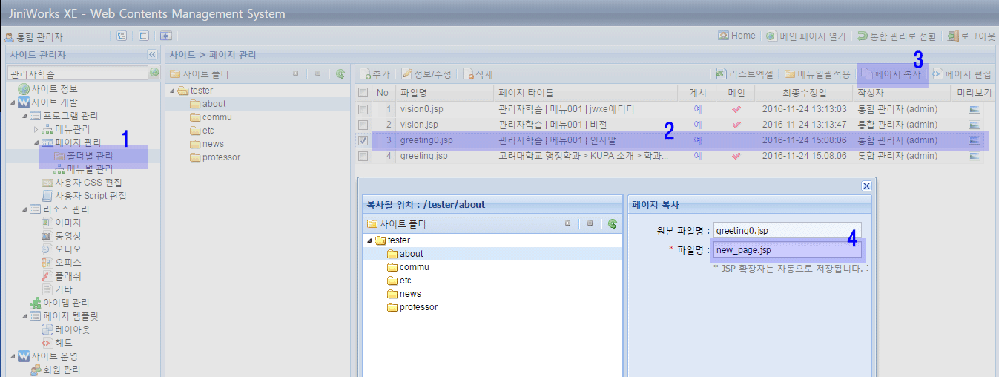 JiniWorks XE - Web Contents Management System
통합 관리자 Home 메인 페이지 열기 통합 관리로 전환 로그아웃
사이트 관리자
관리자학습
사이트 정보
사이트 개발
프로그램 관리
메뉴관리
페이지 관리
1
폴더별 관리
메뉴별 관리
사용자 CSS 편집
사용자 Script 편집
리소스 관리
이미지
동영상
오디오
오피스
플래쉬
기타
아이템 관리
페이지 템플릿
레이아웃
헤드
사이트 운영
회원 관리
사이트 > 페이지 관리
사이트 폴더
tester
about
commu
etc
news
professor
3
추가 정보/수정 삭제 리스트엑셀 메뉴일괄적용 페이지 복사 페이지 편집
No 파일명 페이지 타이틀 게시 메인 최종수정일 작성자 미리보기
1 vision0.jsp 관리자학습 | 메뉴001 | jwxe에디터 예 2016-11-24 13:13:03 통합 관리자 (admin)
2 vision.jsp 관리자학습 | 메뉴001 | 비전 예 2016-11-24 13:13:47 통합 관리자 (admin)
2
3 greeting0.jsp 관리자학습 | 메뉴001 | 인사말 예 2016-11-24 15:08:06 통합 관리자 (admin)
4 greeting.jsp 고려대학교 행정학과 > KUPA 소개 > 학과... 예 2016-11-24 15:08:06 통합 관리자 (admin)
복사될 위치 : /tester/about
사이트 폴더
tester
about
commu
etc
news
professor
페이지 복사
원본 파일명 : greeting0.jsp
4
* 파일명 : new_page.jsp
* JSP 확장자는 자동으로 저장됩니다.